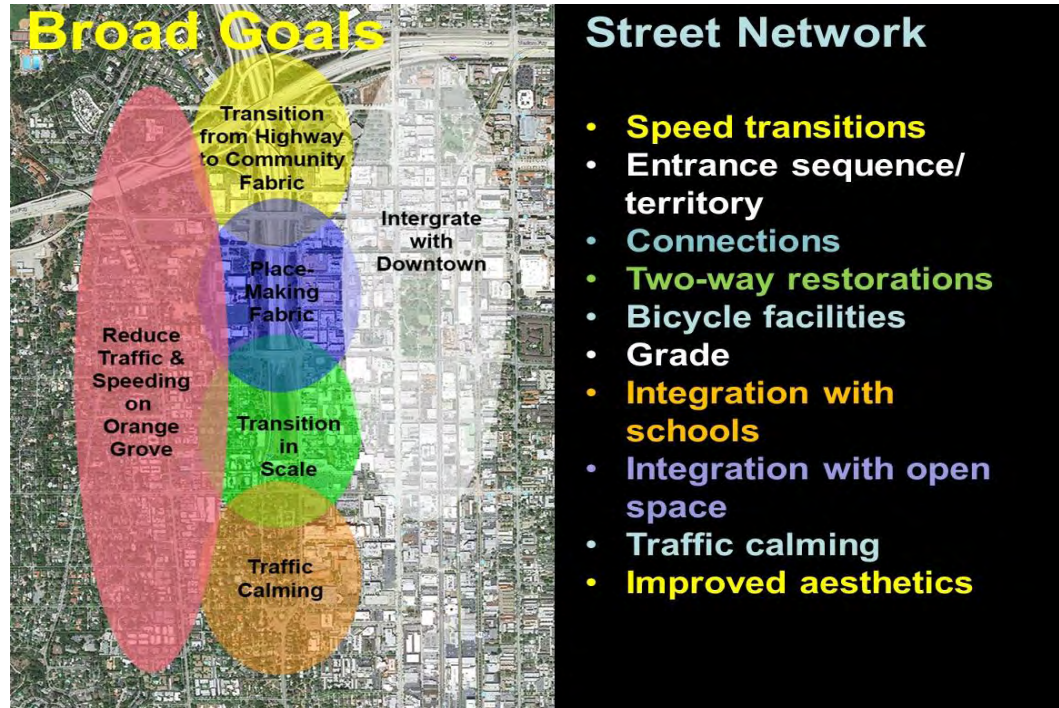 Broad Goals
Transition
from Highway
to Community
Fabric
Intergrate
with
Downtown
Place-
Making
Fabric
Reduce
Traffic &
Speeding
on
Orange
Grove
Transition
in
Scale
Traffic
Calming
Street Network
• Speed transitions
• Entrance sequence/
territory
• Connections
• Two-way restorations
• Bicycle facilities
• Grade
• Integration with
schools
• Integration with open
space
• Traffic calming
• Improved aesthetics